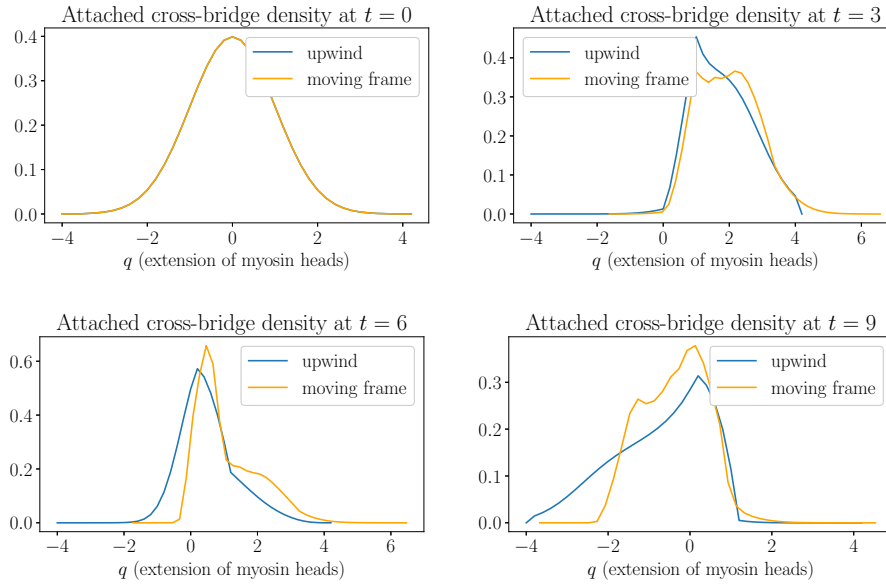 Attached cross-bridge density at t = 0
0.4
0.3
0.2
0.1
0.0
upwind
moving frame
−4 −2 0 2 4
q (extension of myosin heads)
Attached cross-bridge density at t = 3
0.4
0.3
0.2
0.1
0.0
upwind
moving frame
−4 −2 0 2 4 6
q (extension of myosin heads)
Attached cross-bridge density at t = 6
0.6
0.4
0.2
0.0
upwind
moving frame
−4 −2 0 2 4 6
q (extension of myosin heads)
Attached cross-bridge density at t = 9
0.3
0.2
0.1
0.0
upwind
moving frame
−4 −2 0 2 4
q (extension of myosin heads)